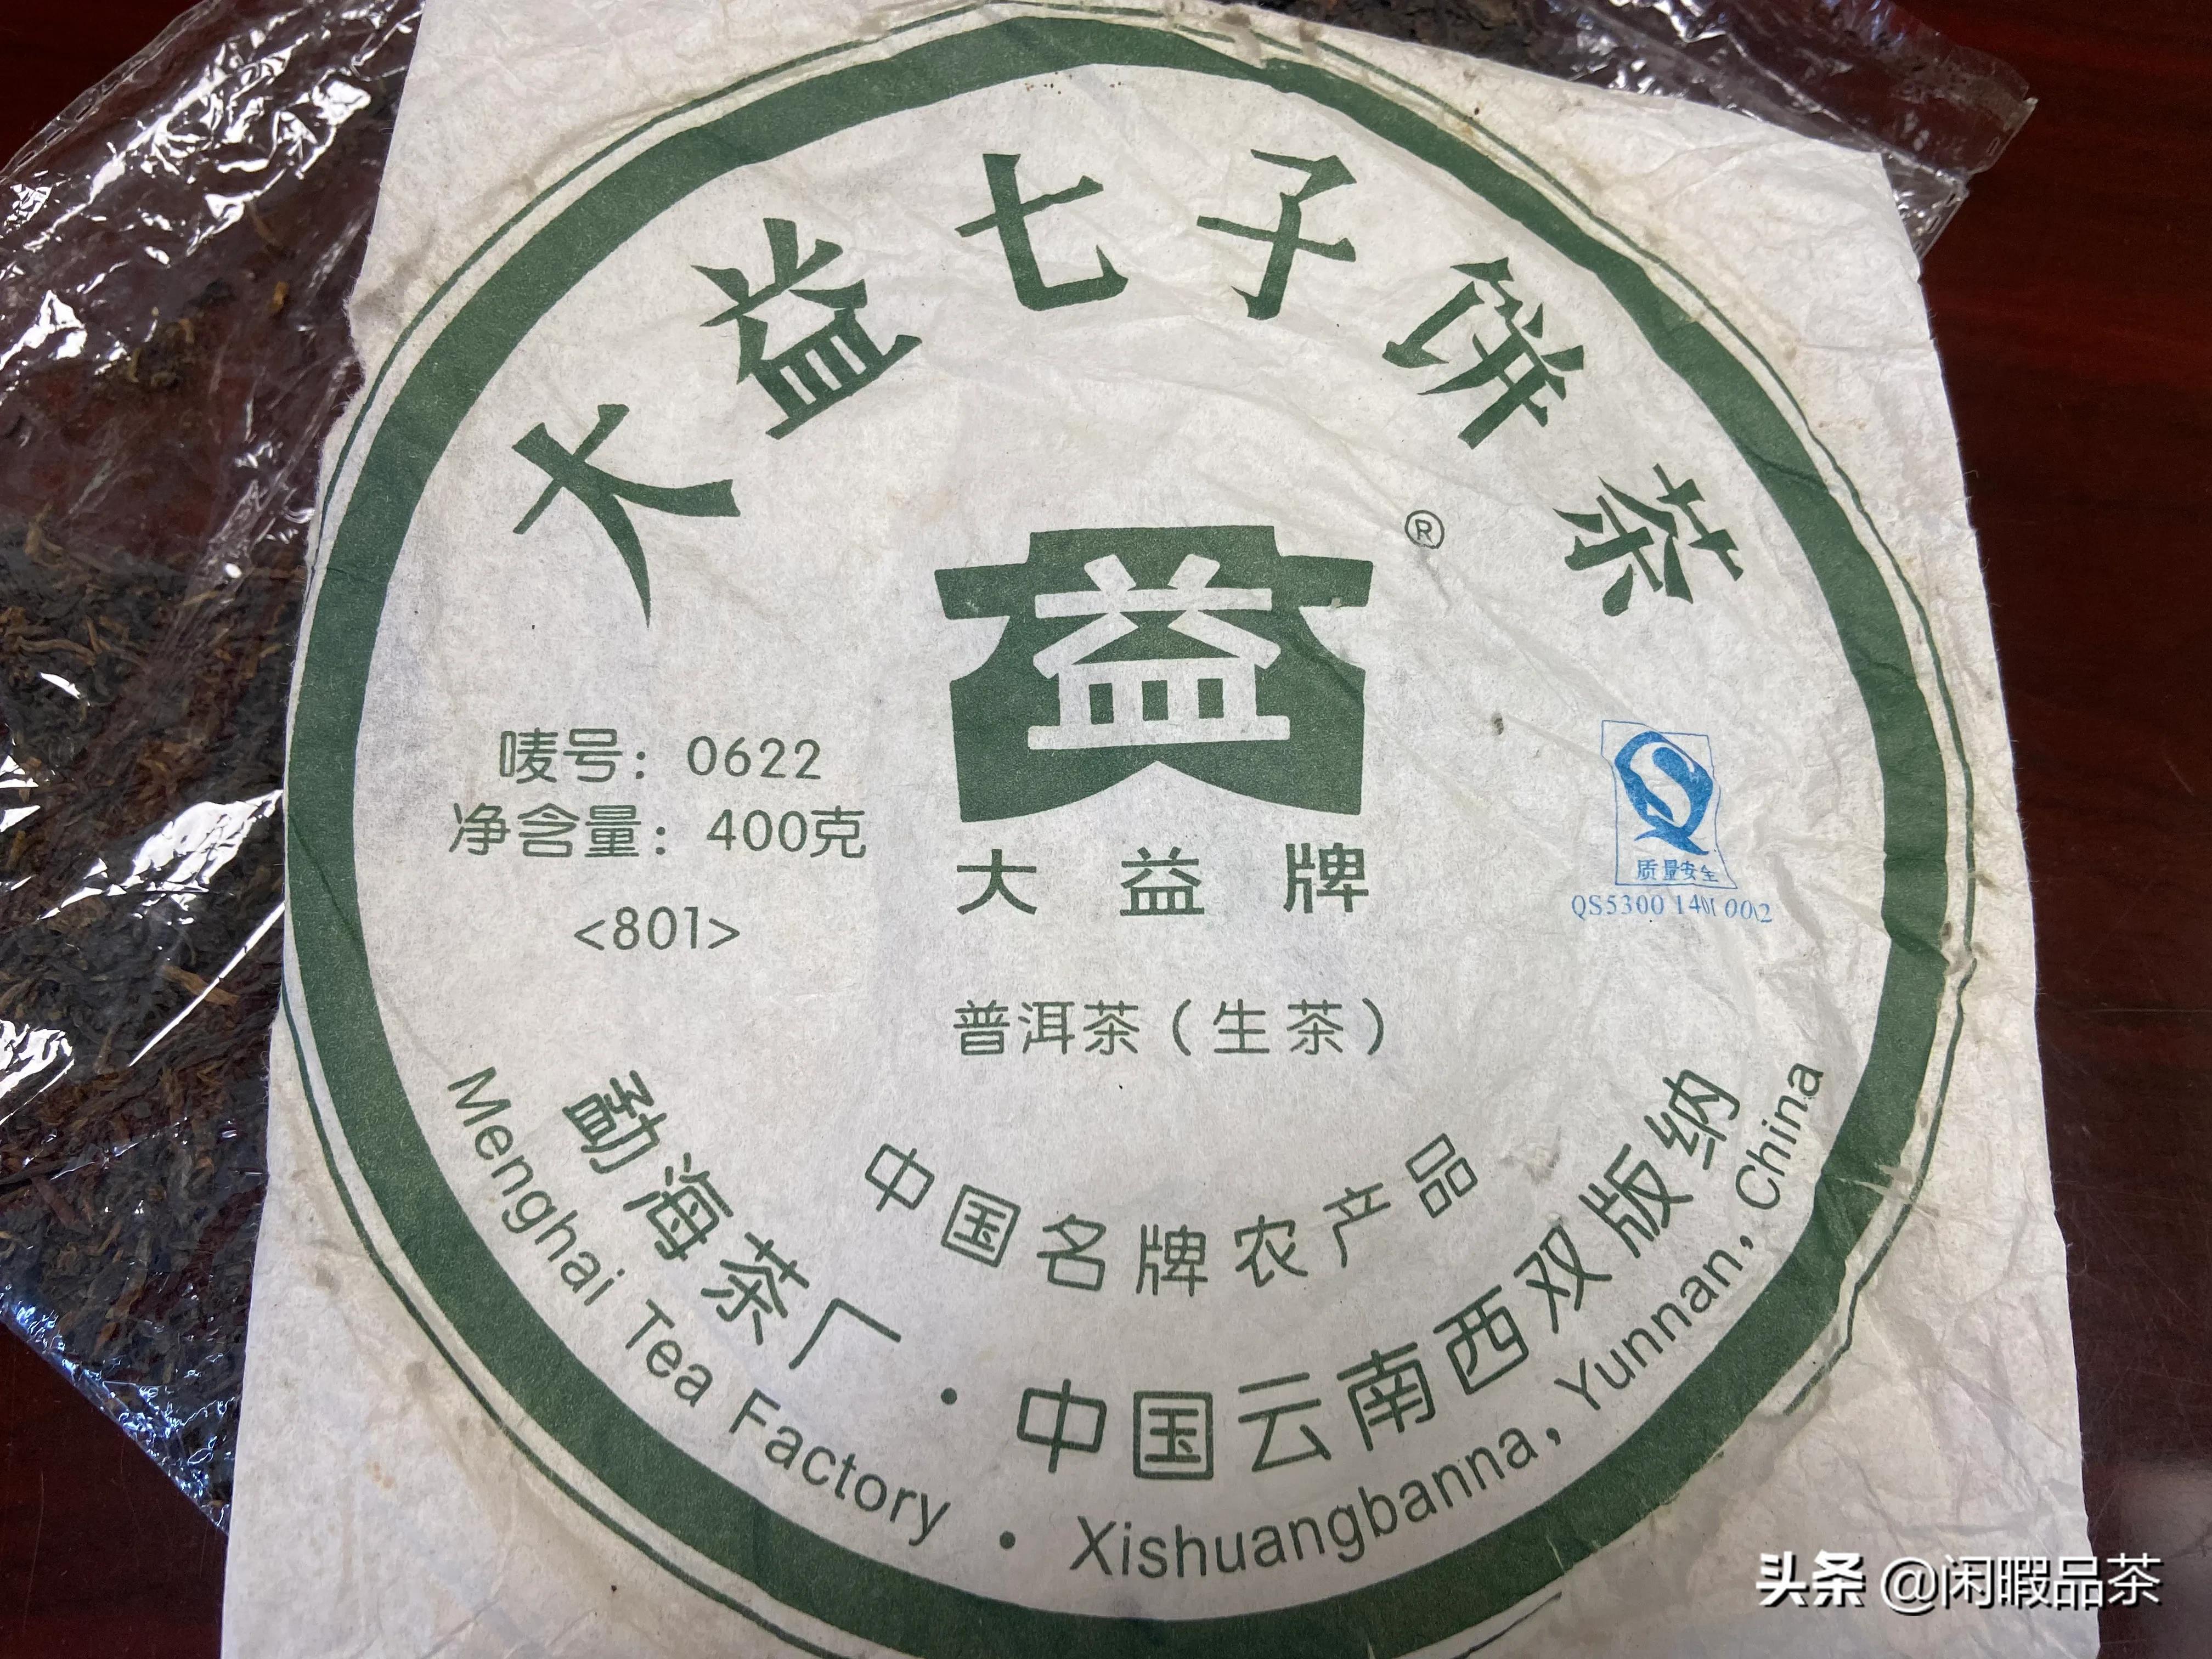 大益七子饼茶
®
益
唛号：0622
净含量：400克
<801>
大益牌
质量安全
QS5300 1401 0012
普洱茶（生茶）
中国名牌农产品
勐海茶厂·中国云南西双版纳
Menghai Tea Factory · Xishuangbanna, Yunnan, China
头条 @闲暇品茶